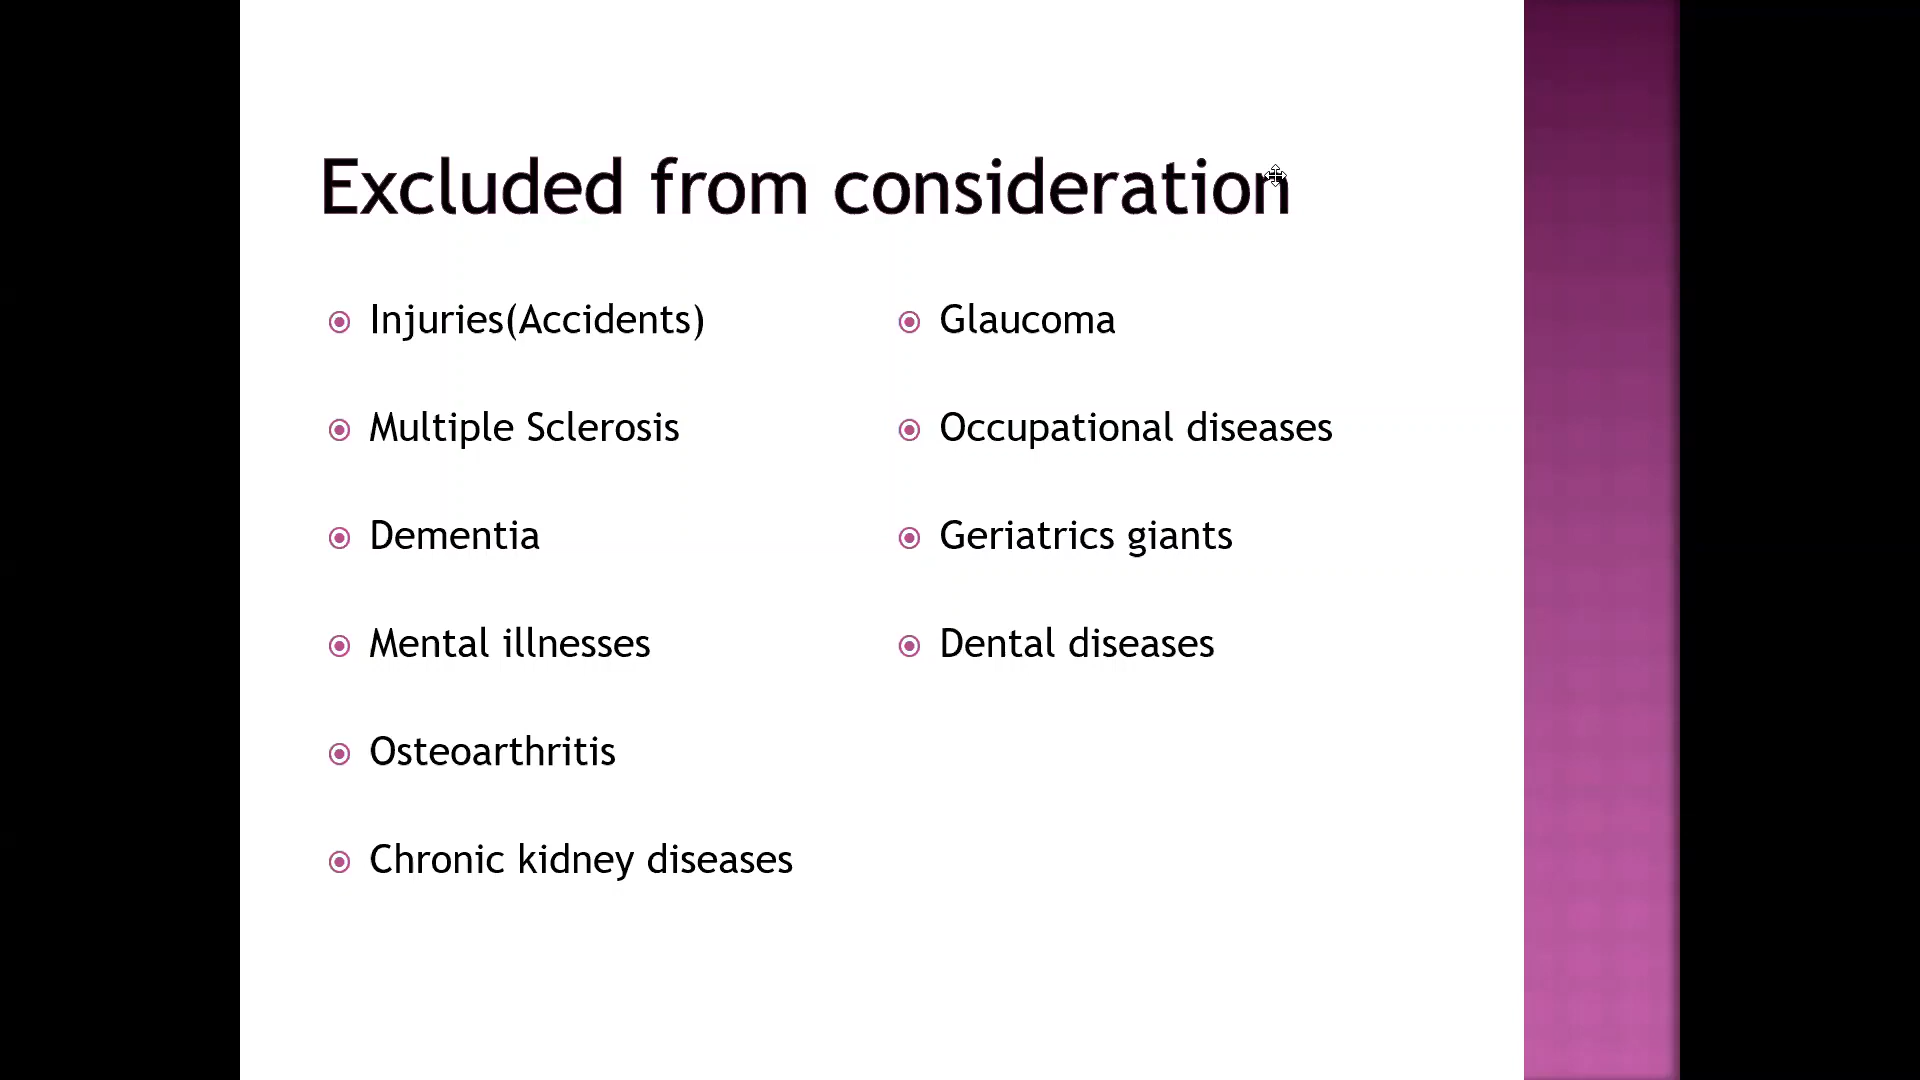 Excluded from consideration
Injuries(Accidents)
Multiple Sclerosis
Dementia
Mental illnesses
Osteoarthritis
Chronic kidney diseases
Glaucoma
Occupational diseases
Geriatrics giants
Dental diseases